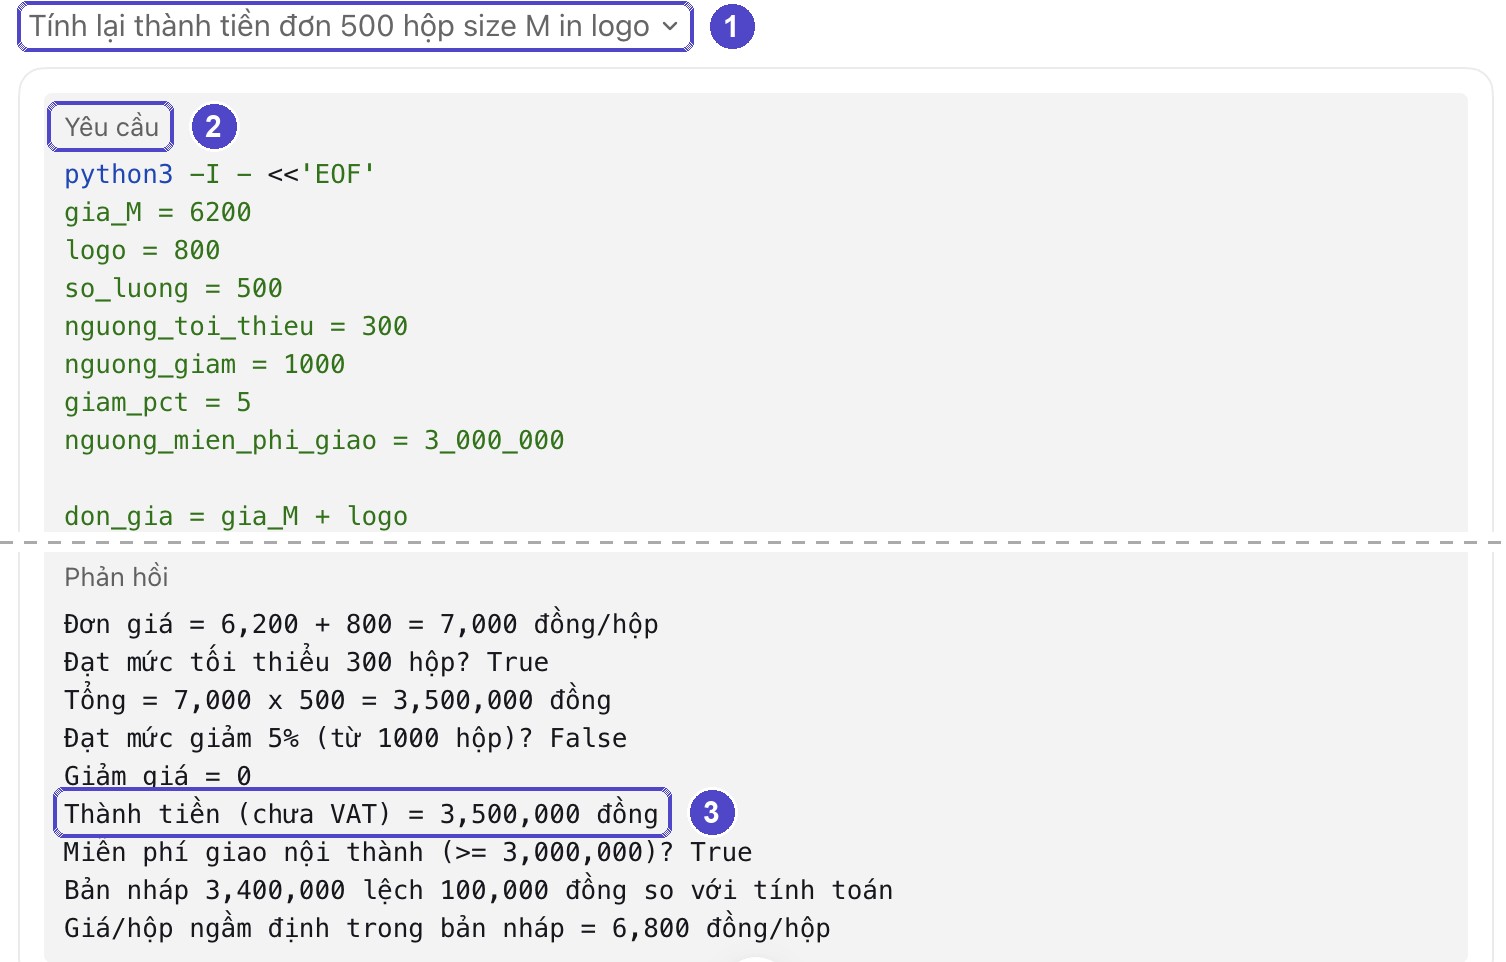 Tính lại thành tiền đơn 500 hộp size M in logo
1
Yêu cầu
2
python3 -I - <<'EOF'
gia_M = 6200
logo = 800
so_luong = 500
nguong_toi_thieu = 300
nguong_giam = 1000
giam_pct = 5
nguong_mien_phi_giao = 3_000_000
don_gia = gia_M + logo
Phản hồi
Đơn giá = 6,200 + 800 = 7,000 đồng/hộp
Đạt mức tối thiểu 300 hộp? True
Tổng = 7,000 x 500 = 3,500,000 đồng
Đạt mức giảm 5% (từ 1000 hộp)? False
Giảm giá = 0
Thành tiền (chưa VAT) = 3,500,000 đồng
3
Miễn phí giao nội thành (>= 3,000,000)? True
Bản nháp 3,400,000 lệch 100,000 đồng so với tính toán
Giá/hộp ngầm định trong bản nháp = 6,800 đồng/hộp